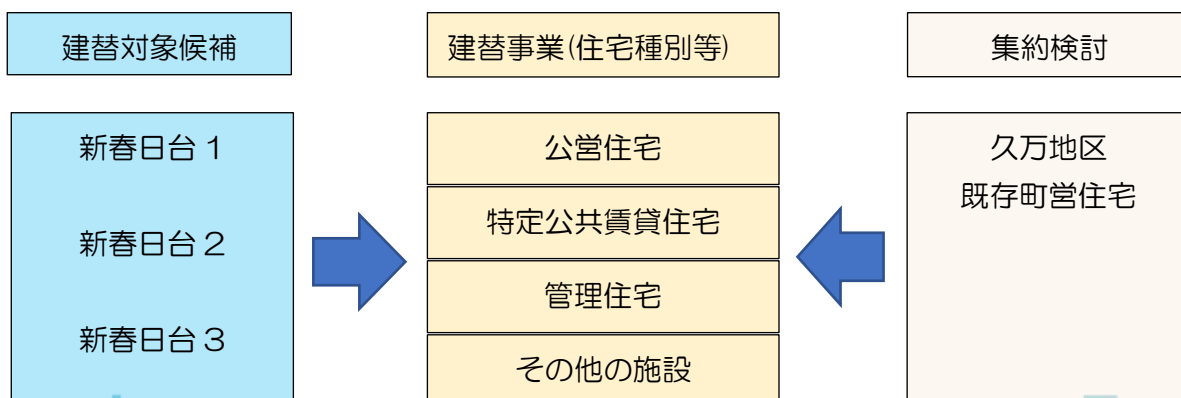 建替対象候補
建替事業(住宅種別等)
集約検討
新春日台1
新春日台2
新春日台3
公営住宅
特定公共賃貸住宅
管理住宅
その他の施設
久万地区
既存町営住宅